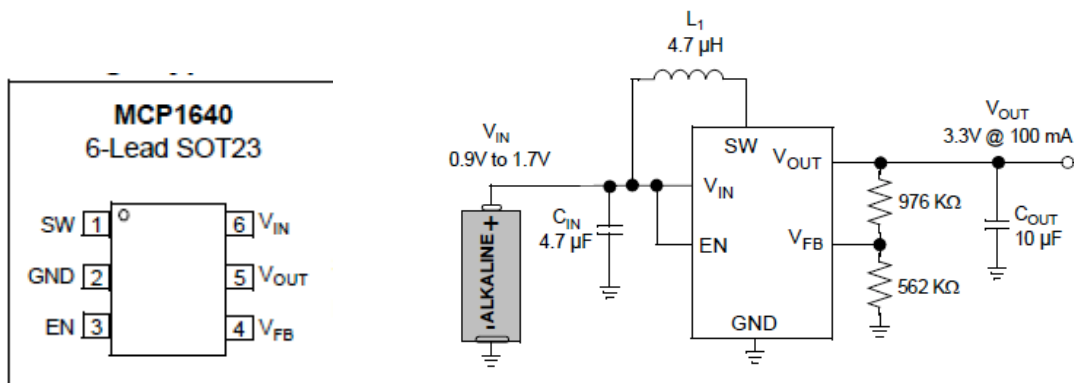 MCP1640
6-Lead SOT23
SW 1
6 VIN
GND 2
5 VOUT
EN 3
4 VFB
L1
4.7 µH
VIN
0.9V to 1.7V
CIN
4.7 µF
-ALKALINE+
SW
VOUT
VIN
EN
VFB
GND
VOUT
3.3V @ 100 mA
976 KΩ
COUT
10 µF
562 KΩ